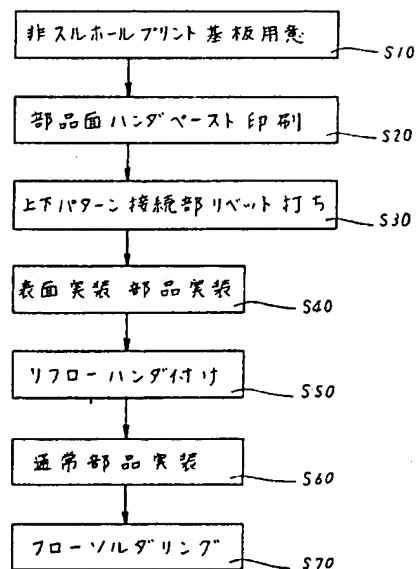 非スルホールプリント基板用意
S10
部品面ハンダペースト印刷
S20
上下パターン接続部リベット打ち
S30
表面実装部品実装
S40
リフローハンダ付け
S50
通常部品実装
S60
フローソルダリング
S70